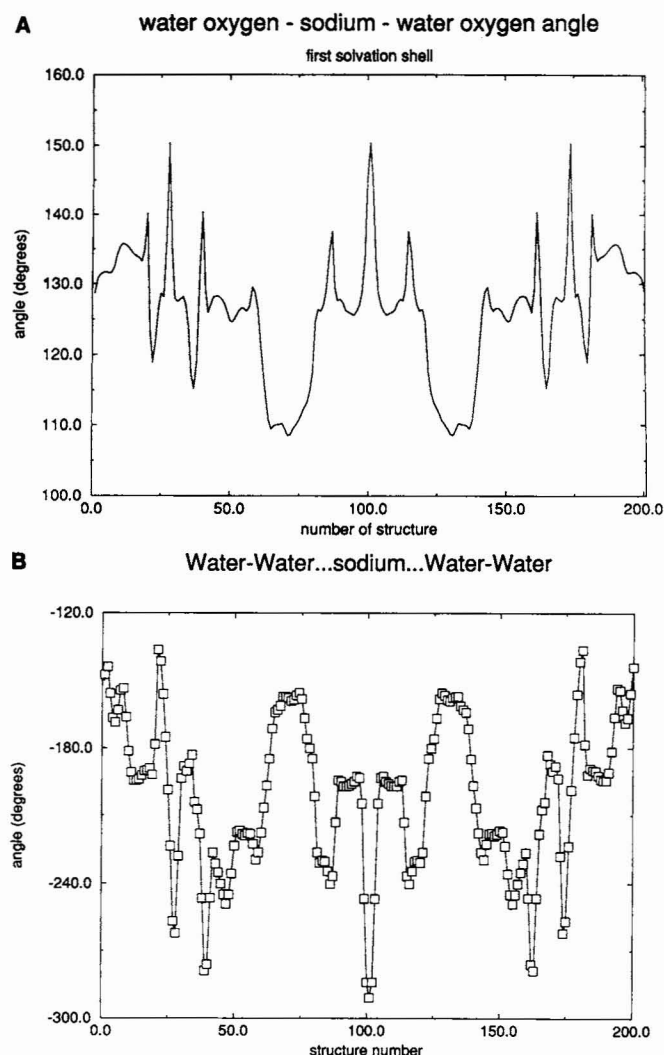 A water oxygen - sodium - water oxygen angle
first solvation shell
160.0
150.0
140.0
130.0
120.0
110.0
100.0
angle (degrees)
0.0 50.0 100.0 150.0 200.0
number of structure
B Water-Water...sodium...Water-Water
-120.0
-180.0
-240.0
-300.0
angle (degrees)
0.0 50.0 100.0 150.0 200.0
structure number